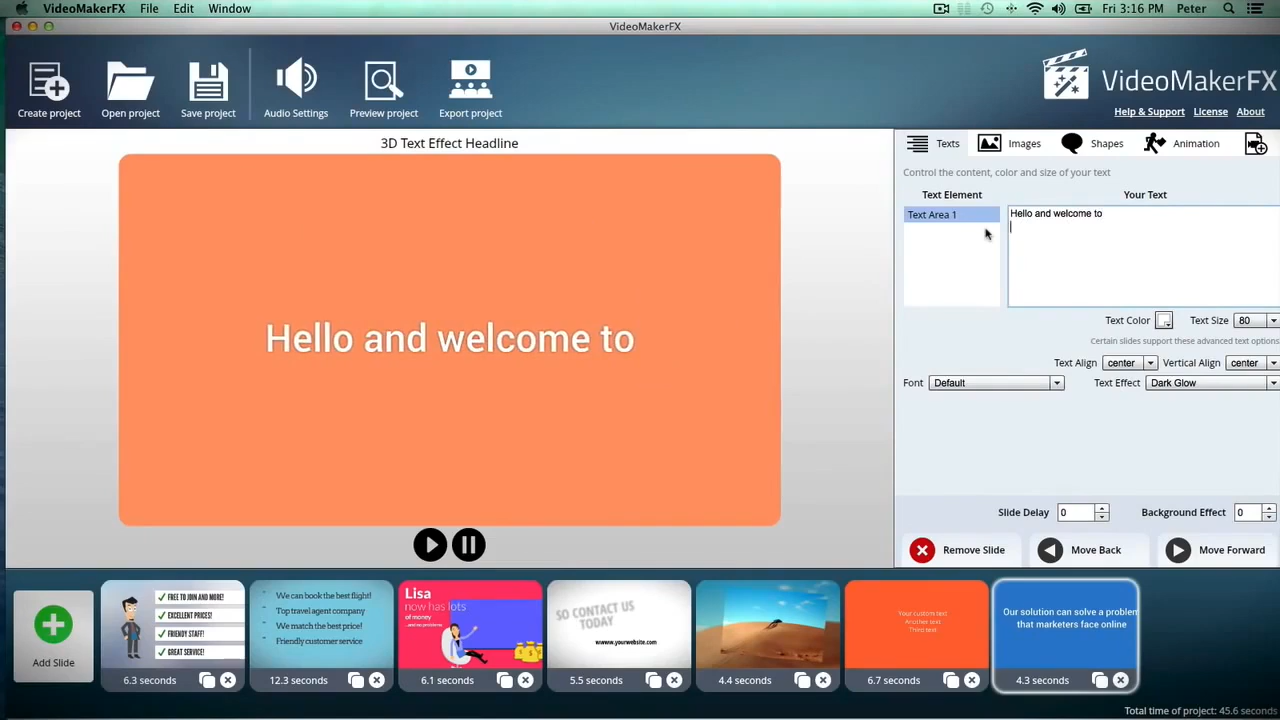 VideoMakerFX File Edit Window Fri 3:16 PM Peter
VideoMakerFX
Create project Open project Save project Audio Settings Preview project Export project
VideoMakerFX
Help & Support License About
3D Text Effect Headline
Hello and welcome to
Texts Images Shapes Animation
Control the content, color and size of your text
Text Element Your Text
Text Area 1
Hello and welcome to
Text Color Text Size 80
Certain slides support these advanced text options
Text Align center Vertical Align center
Font Default Text Effect Dark Glow
Slide Delay 0 Background Effect 0
Remove Slide Move Back Move Forward
Add Slide
FREE TO JOIN AND MORE!
EXCELLENT PRICES!
FRIENDY STAFF!
GREAT SERVICE!
6.3 seconds
- We can book the best flight!
- Top travel agent company
- We match the best price!
- Friendly customer service
12.3 seconds
Lisa
now has lots
of money
6.1 seconds
SO CONTACT US
TODAY
www.yourwebsite.com
5.5 seconds
4.4 seconds
Your custom text
Another text
Third text
6.7 seconds
Our solution can solve a problem
that marketers face online
4.3 seconds
Total time of project: 45.6 seconds